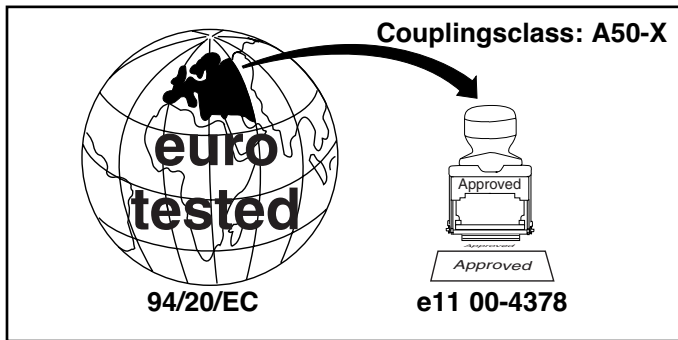 Couplingsclass: A50-X
euro
tested
Approved
Approved
Approved
94/20/EC
e11 00-4378